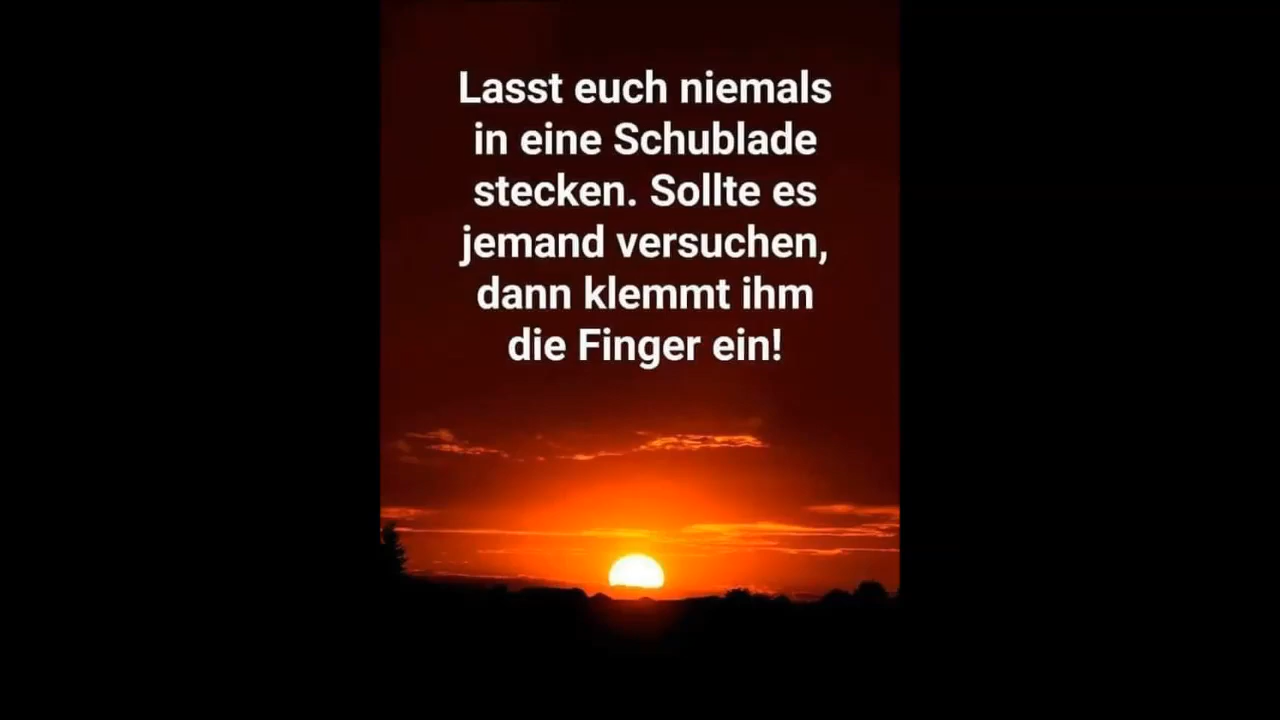 Lasst euch niemals
in eine Schublade
stecken. Sollte es
jemand versuchen,
dann klemmt ihm
die Finger ein!